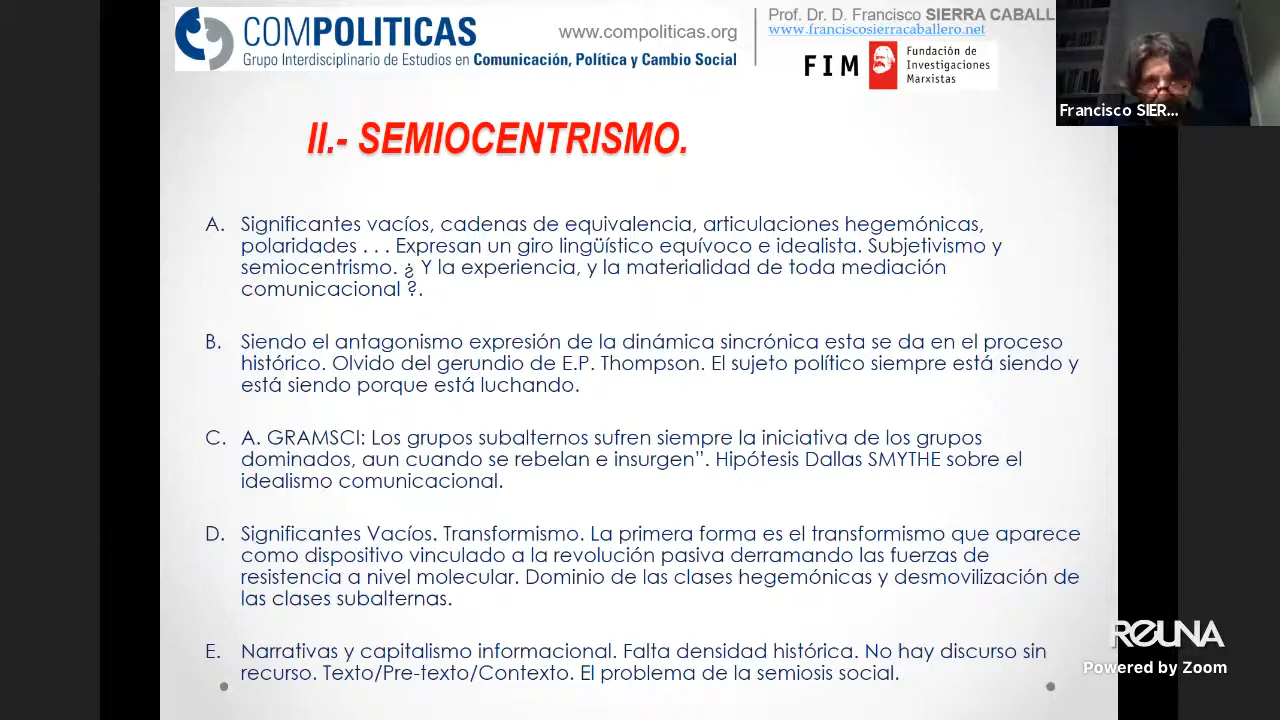 COMPOLITICAS
Grupo Interdisciplinario de Estudios en Comunicación, Política y Cambio Social
www.compoliticas.org
Prof. Dr. D. Francisco SIERRA CABALL
www.franciscosierracaballero.net
FIM
Fundación de
Investigaciones
Marxistas
Francisco SIER...
II.- SEMIOCENTRISMO.
A. Significantes vacíos, cadenas de equivalencia, articulaciones hegemónicas,
polaridades . . . Expresan un giro lingüístico equívoco e idealista. Subjetivismo y
semiocentrismo. ¿ Y la experiencia, y la materialidad de toda mediación
comunicacional ?.
B. Siendo el antagonismo expresión de la dinámica sincrónica esta se da en el proceso
histórico. Olvido del gerundio de E.P. Thompson. El sujeto político siempre está siendo y
está siendo porque está luchando.
C. A. GRAMSCI: Los grupos subalternos sufren siempre la iniciativa de los grupos
dominados, aun cuando se rebelan e insurgen”. Hipótesis Dallas SMYTHE sobre el
idealismo comunicacional.
D. Significantes Vacíos. Transformismo. La primera forma es el transformismo que aparece
como dispositivo vinculado a la revolución pasiva derramando las fuerzas de
resistencia a nivel molecular. Dominio de las clases hegemónicas y desmovilización de
las clases subalternas.
E. Narrativas y capitalismo informacional. Falta densidad histórica. No hay discurso sin
recurso. Texto/Pre-texto/Contexto. El problema de la semiosis social.
REUNA
Powered by Zoom